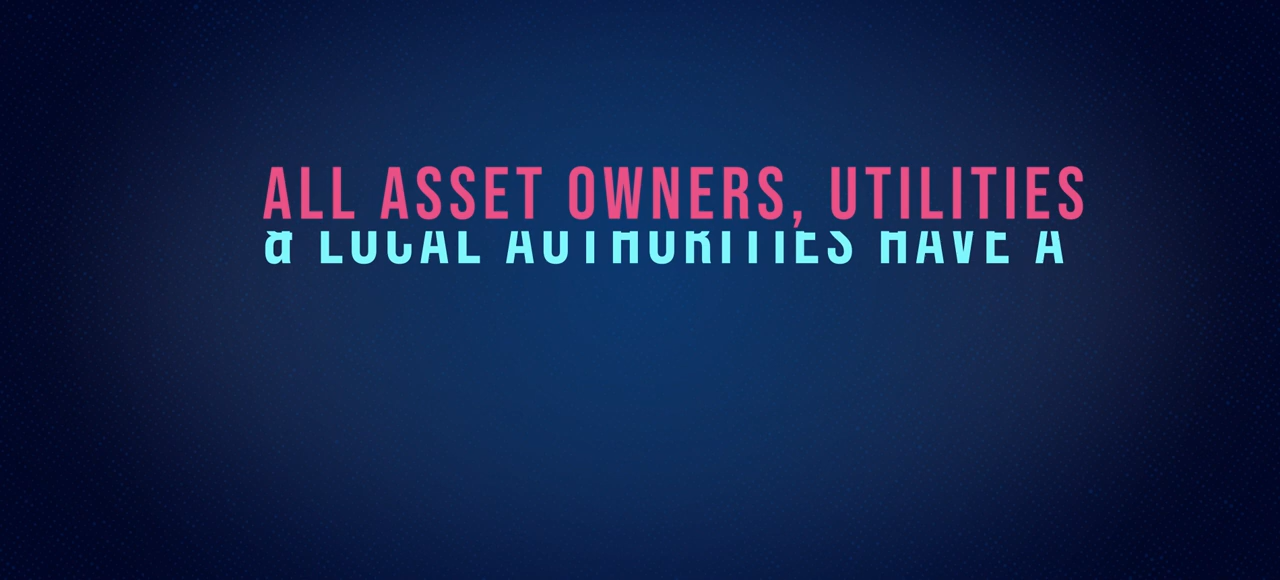 ALL ASSET OWNERS, UTILITIES
& LOCAL AUTHORITIES HAVE A